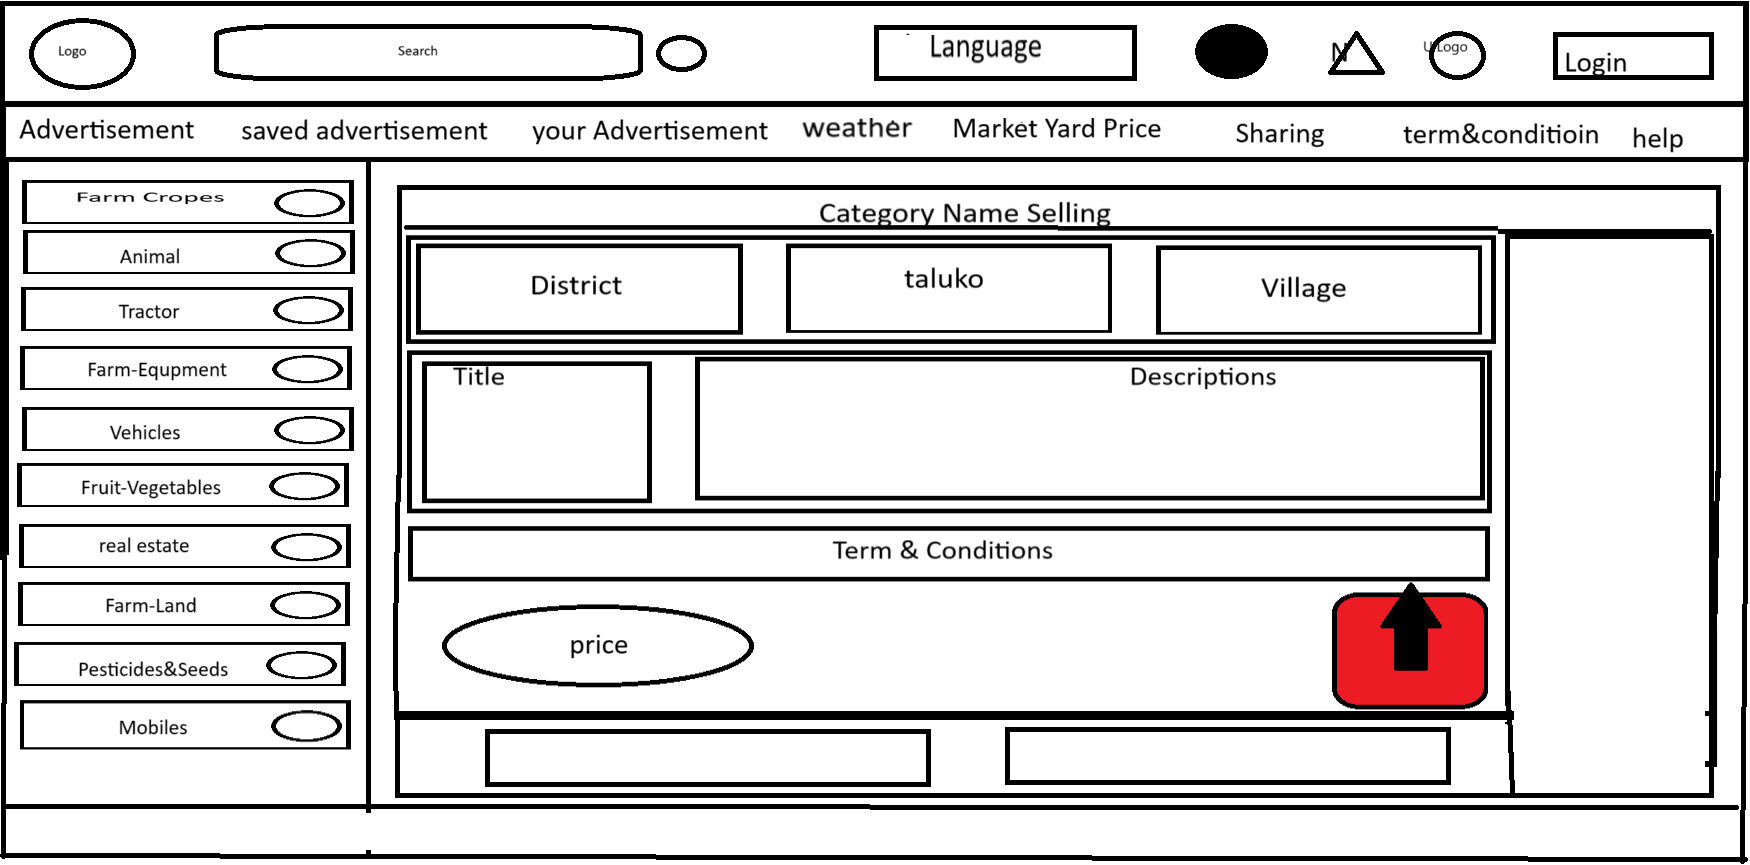 Logo
Search
Language
N
U Logo
Login
Advertisement
saved advertisement
your Advertisement
weather
Market Yard Price
Sharing
term&conditioin
help
Farm Cropes
Animal
Tractor
Farm-Equpment
Vehicles
Fruit-Vegetables
real estate
Farm-Land
Pesticides&Seeds
Mobiles
Category Name Selling
District
taluko
Village
Title
Descriptions
Term & Conditions
price